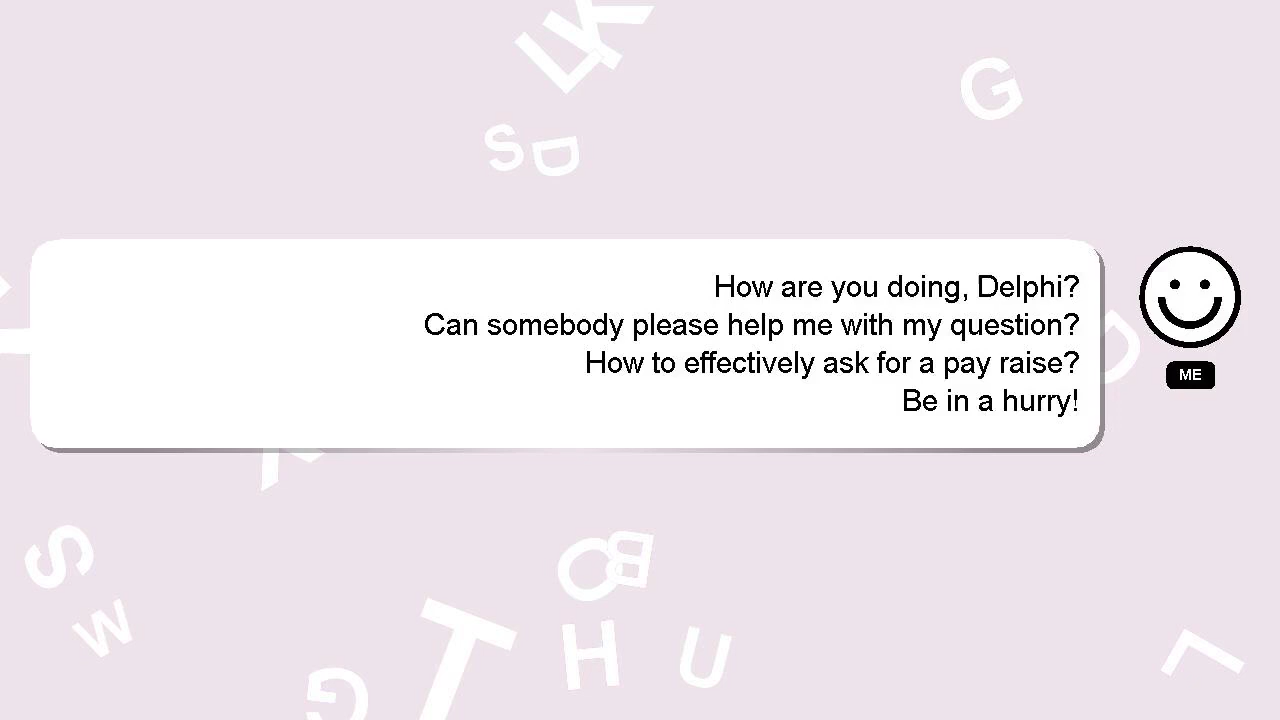 How are you doing, Delphi?
Can somebody please help me with my question?
How to effectively ask for a pay raise?
Be in a hurry!
ME
L
K
G
S
D
D
S
W
C
B
T
H
U
G
L